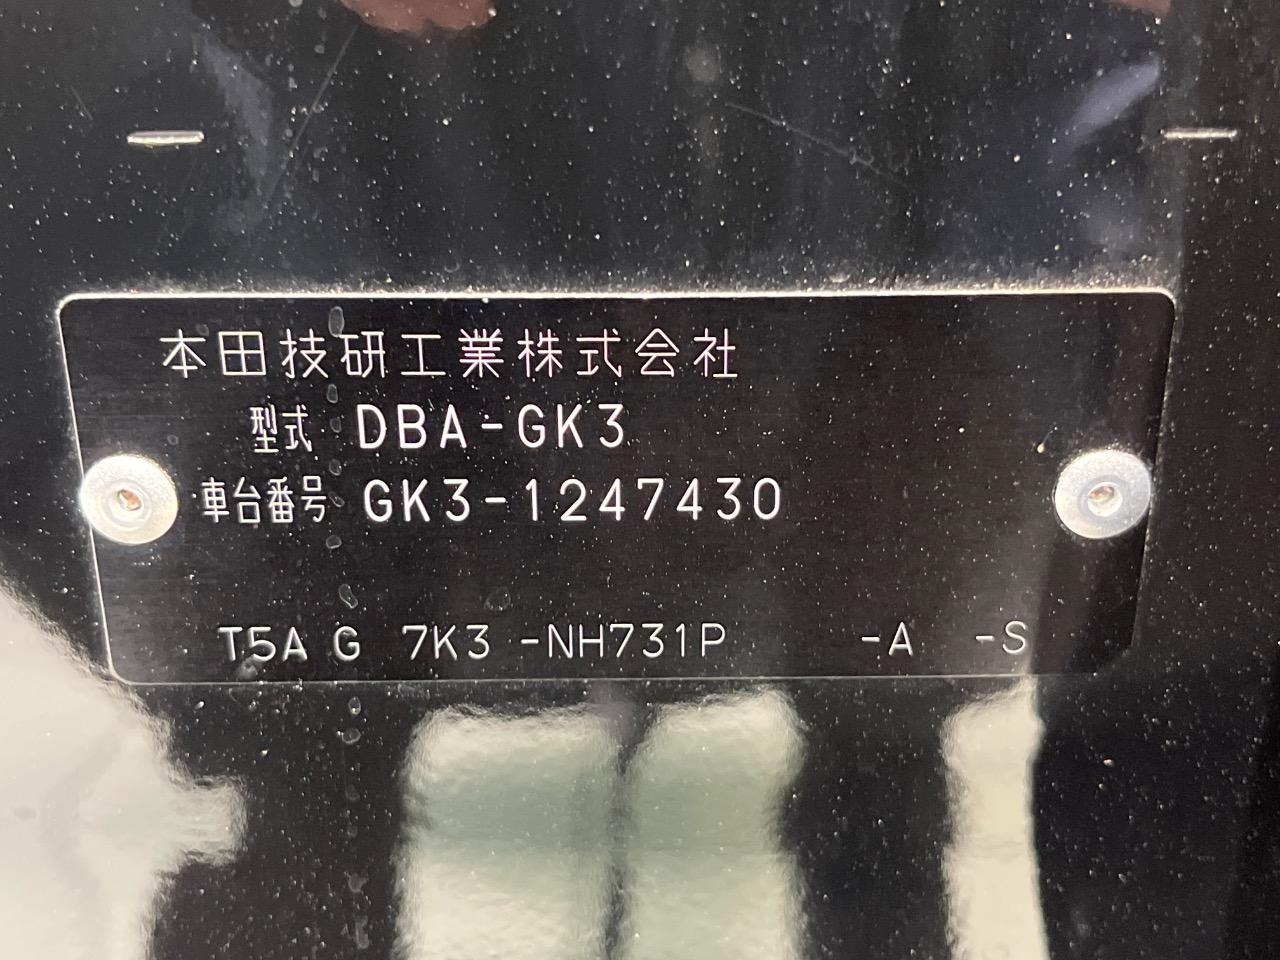 本田技研工業株式会社
型式 DBA-GK3
車台番号 GK3-1247430
T5A G 7K3 -NH731P -A -S